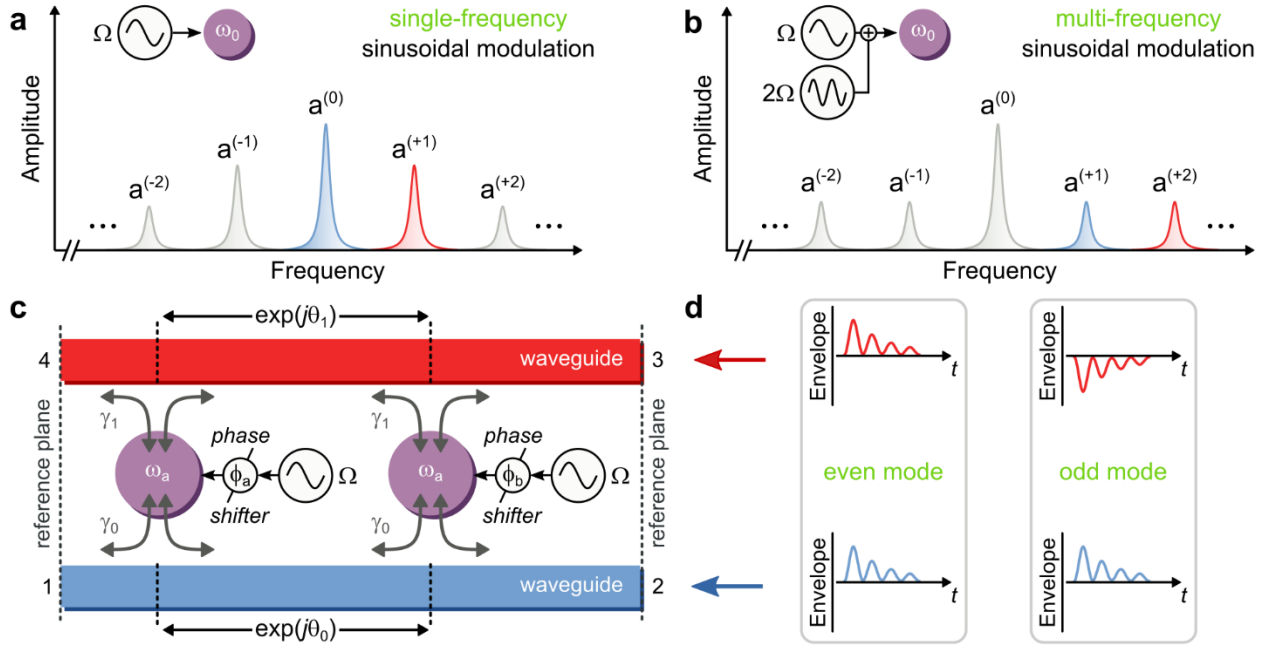 a
Ω
ω₀
single-frequency
sinusoidal modulation
Amplitude
a⁽⁻²⁾
a⁽⁻¹⁾
a⁽⁰⁾
a⁽⁺¹⁾
a⁽⁺²⁾
...
...
Frequency
b
Ω
2Ω
+
ω₀
multi-frequency
sinusoidal modulation
Amplitude
a⁽⁻²⁾
a⁽⁻¹⁾
a⁽⁰⁾
a⁽⁺¹⁾
a⁽⁺²⁾
...
...
Frequency
c
exp(jθ₁)
4
waveguide
3
reference plane
γ₁
ωₐ
γ₀
phase
ϕₐ
shifter
Ω
γ₁
ωₐ
γ₀
phase
ϕ_b
shifter
Ω
reference plane
1
waveguide
2
exp(jθ₀)
d
Envelope
t
Envelope
t
even mode
odd mode
Envelope
t
Envelope
t